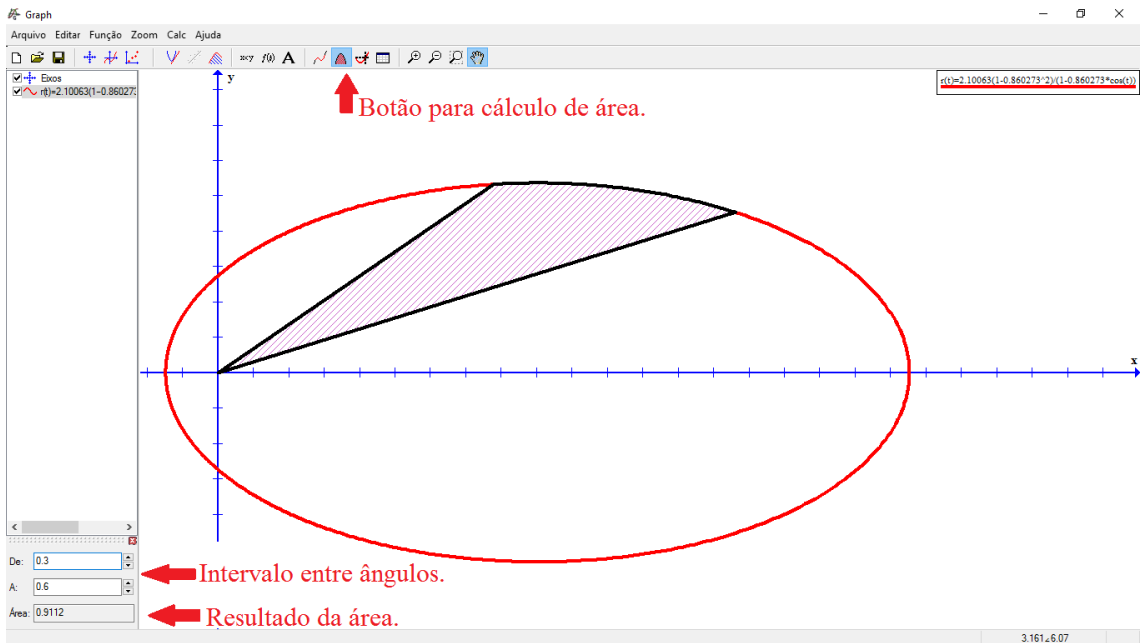 Graph
Arquivo Editar Função Zoom Calc Ajuda
Eixos
r(t)=2.10063(1-0.860273
y
r(t)=2.10063(1-0.860273^2)/(1-0.860273*cos(t))
Botão para cálculo de área.
x
De: 0.3
A: 0.6
Área: 0.9112
Intervalo entre ângulos.
Resultado da área.
3.161∠6.07